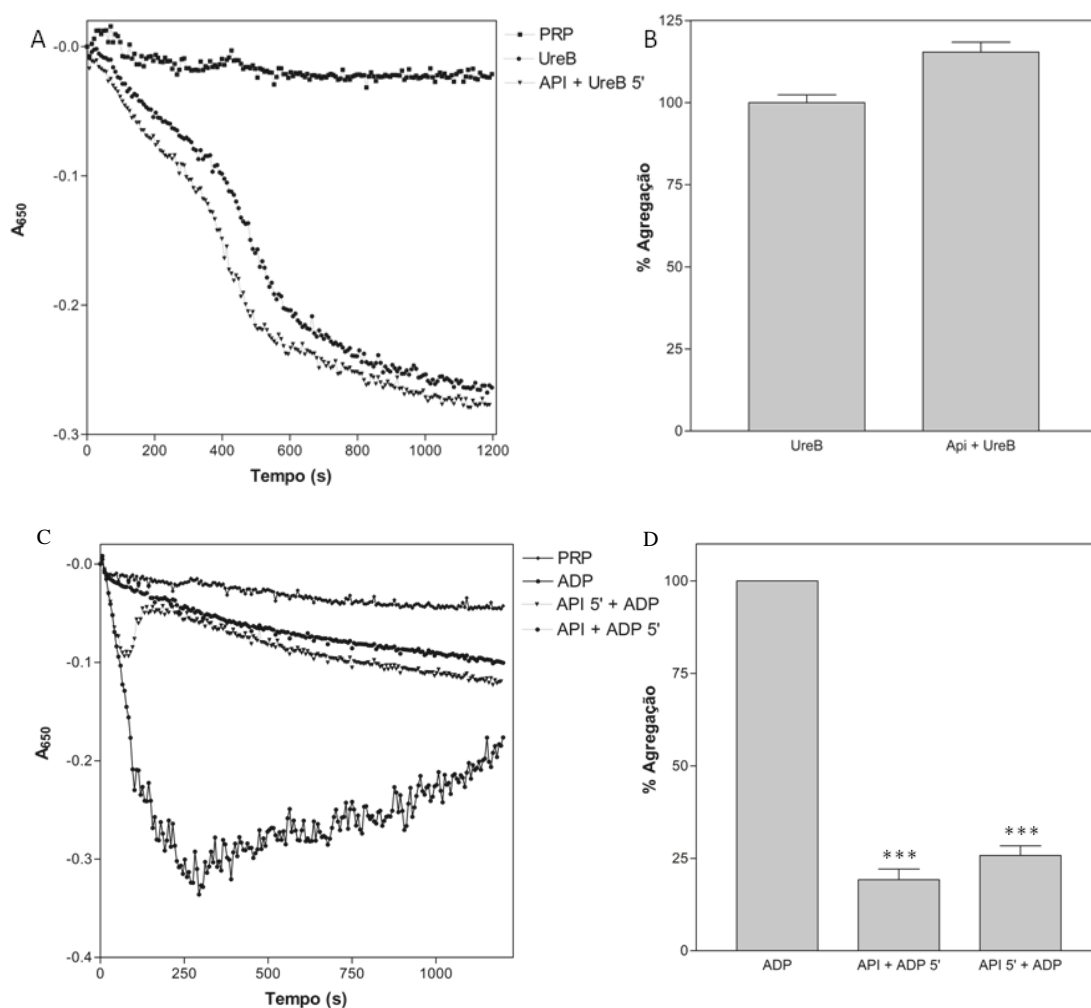 A
-0.0
-0.1
-0.2
-0.3
A650
0
200
400
600
800
1000
1200
Tempo (s)
PRP
UreB
API + UreB 5'
B
125
100
75
50
25
0
% Agregação
UreB
Api + UreB
C
-0.0
-0.1
-0.2
-0.3
-0.4
A650
0
250
500
750
1000
Tempo (s)
PRP
ADP
API 5' + ADP
API + ADP 5'
D
100
75
50
25
0
% Agregação
***
***
ADP
API + ADP 5'
API 5' + ADP